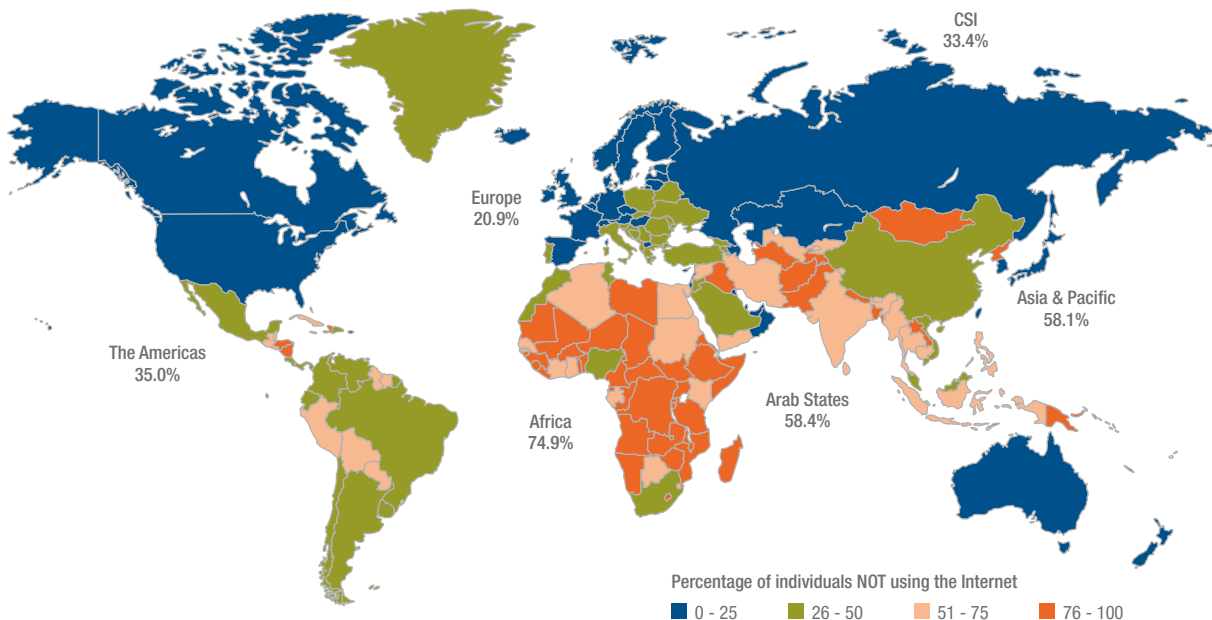 CSI
33.4%
Europe
20.9%
Asia & Pacific
58.1%
The Americas
35.0%
Arab States
58.4%
Africa
74.9%
Percentage of individuals NOT using the Internet
0 - 25
26 - 50
51 - 75
76 - 100